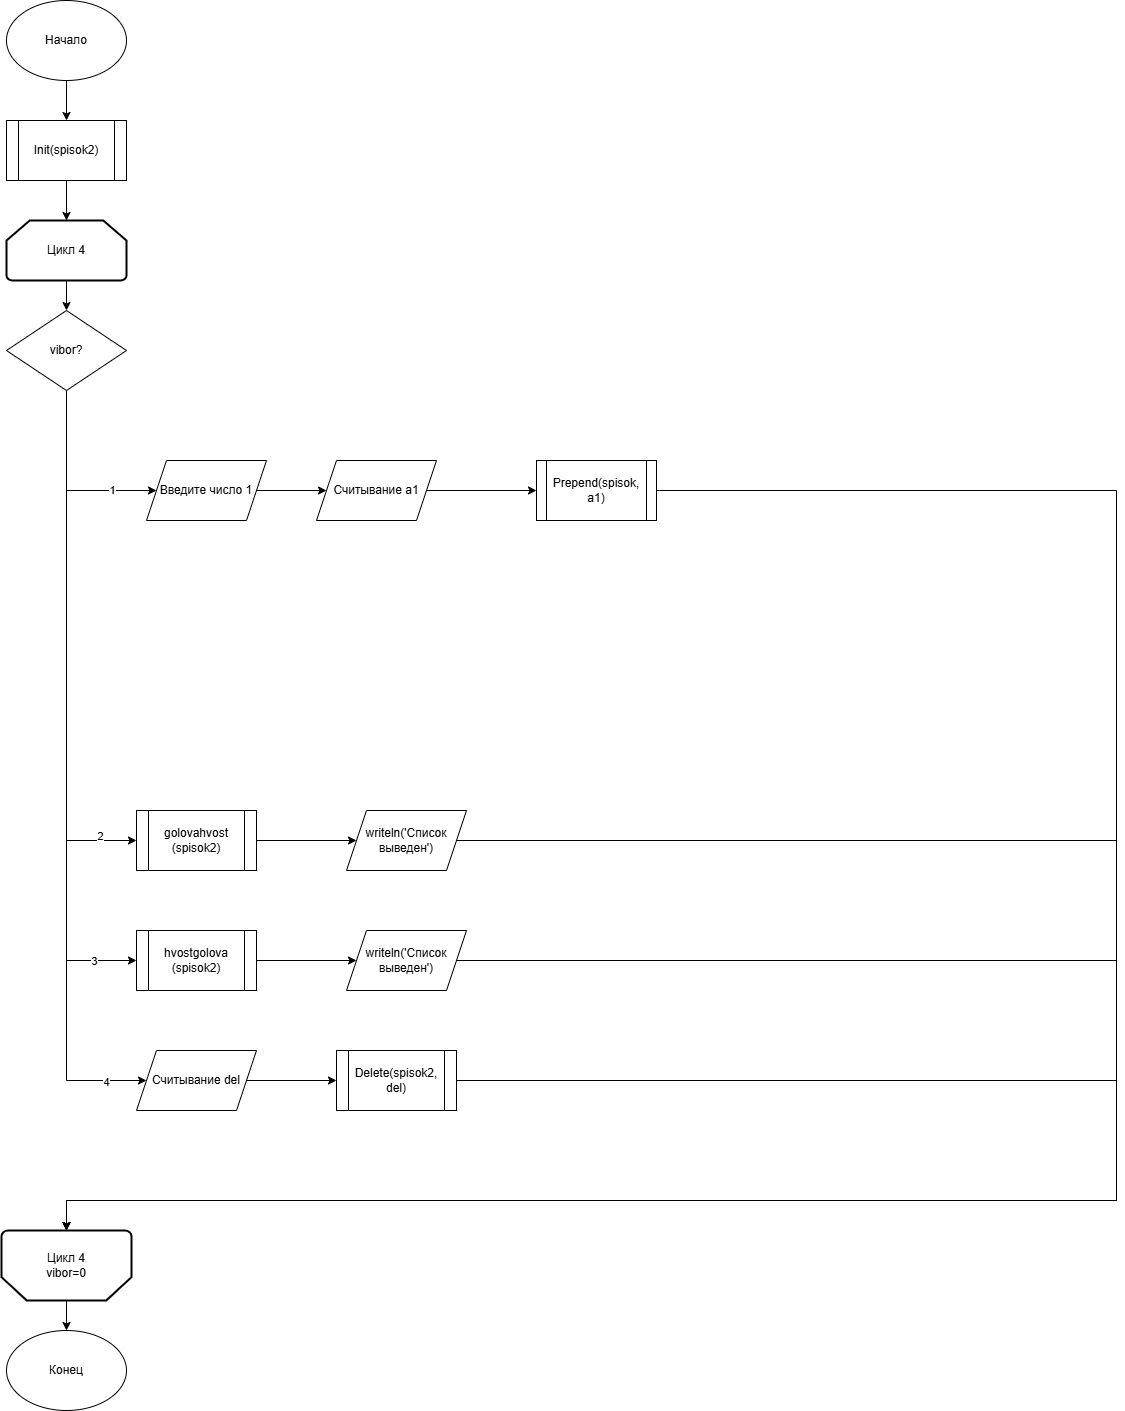 Начало
Init(spisok2)
Цикл 4
vibor?
1
Введите число 1
Считывание a1
Prepend(spisok,
a1)
2
golovahvost
(spisok2)
writeln('Список
выведен')
3
hvostgolova
(spisok2)
writeln('Список
выведен')
4
Считывание del
Delete(spisok2,
del)
Цикл 4
vibor=0
Конец